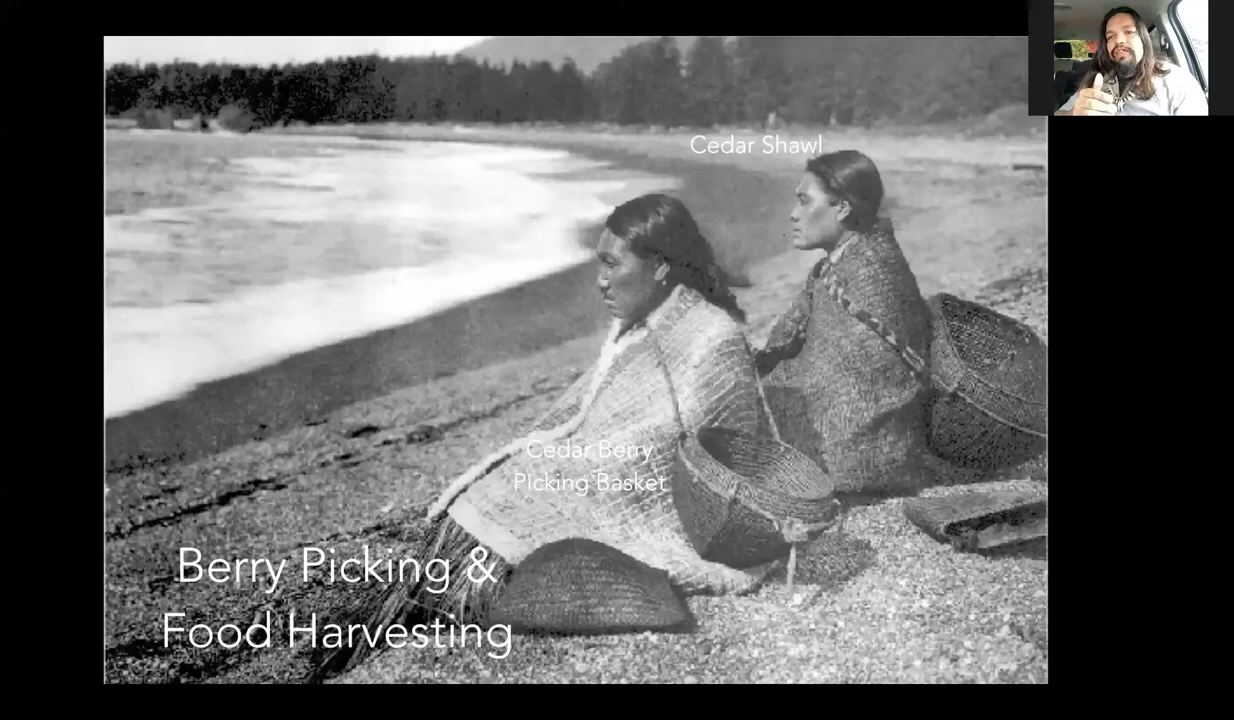 Cedar Shawl
Cedar Berry
Picking Basket
Berry Picking &
Food Harvesting